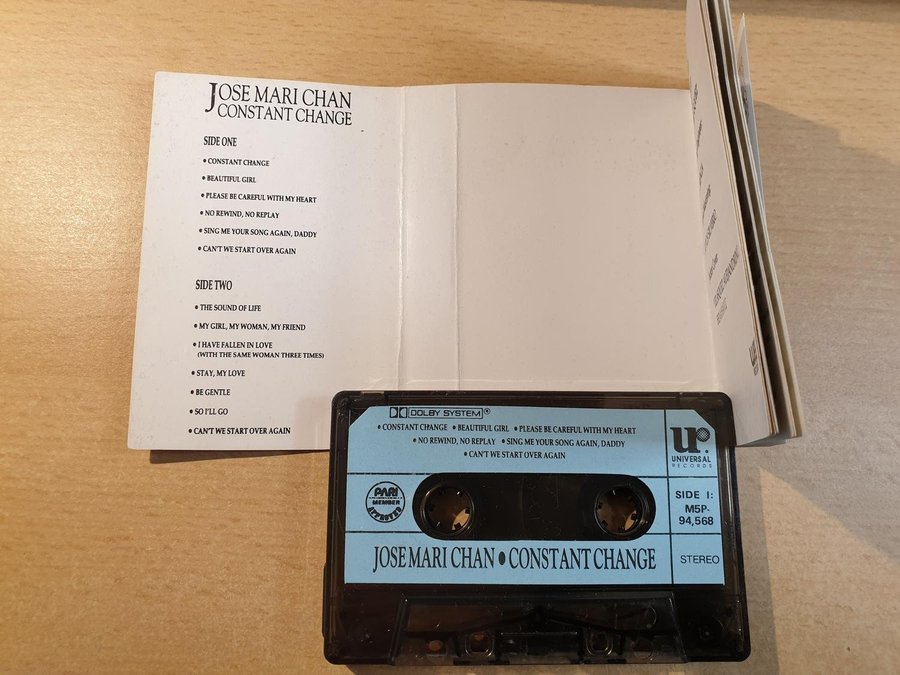 JOSE MARI CHAN
CONSTANT CHANGE
SIDE ONE
• CONSTANT CHANGE
• BEAUTIFUL GIRL
• PLEASE BE CAREFUL WITH MY HEART
• NO REWIND, NO REPLAY
• SING ME YOUR SONG AGAIN, DADDY
• CAN'T WE START OVER AGAIN
SIDE TWO
• THE SOUND OF LIFE
• MY GIRL, MY WOMAN, MY FRIEND
• I HAVE FALLEN IN LOVE
(WITH THE SAME WOMAN THREE TIMES)
• STAY, MY LOVE
• BE GENTLE
• SO I'LL GO
• CAN'T WE START OVER AGAIN
DOLBY SYSTEM®
• CONSTANT CHANGE • BEAUTIFUL GIRL • PLEASE BE CAREFUL WITH MY HEART
• NO REWIND, NO REPLAY • SING ME YOUR SONG AGAIN, DADDY
• CAN'T WE START OVER AGAIN
ur
UNIVERSAL
RECORDS
PARI
MEMBER
APPROVED
SIDE I:
M5P-
94,568
JOSE MARI CHAN • CONSTANT CHANGE
STEREO